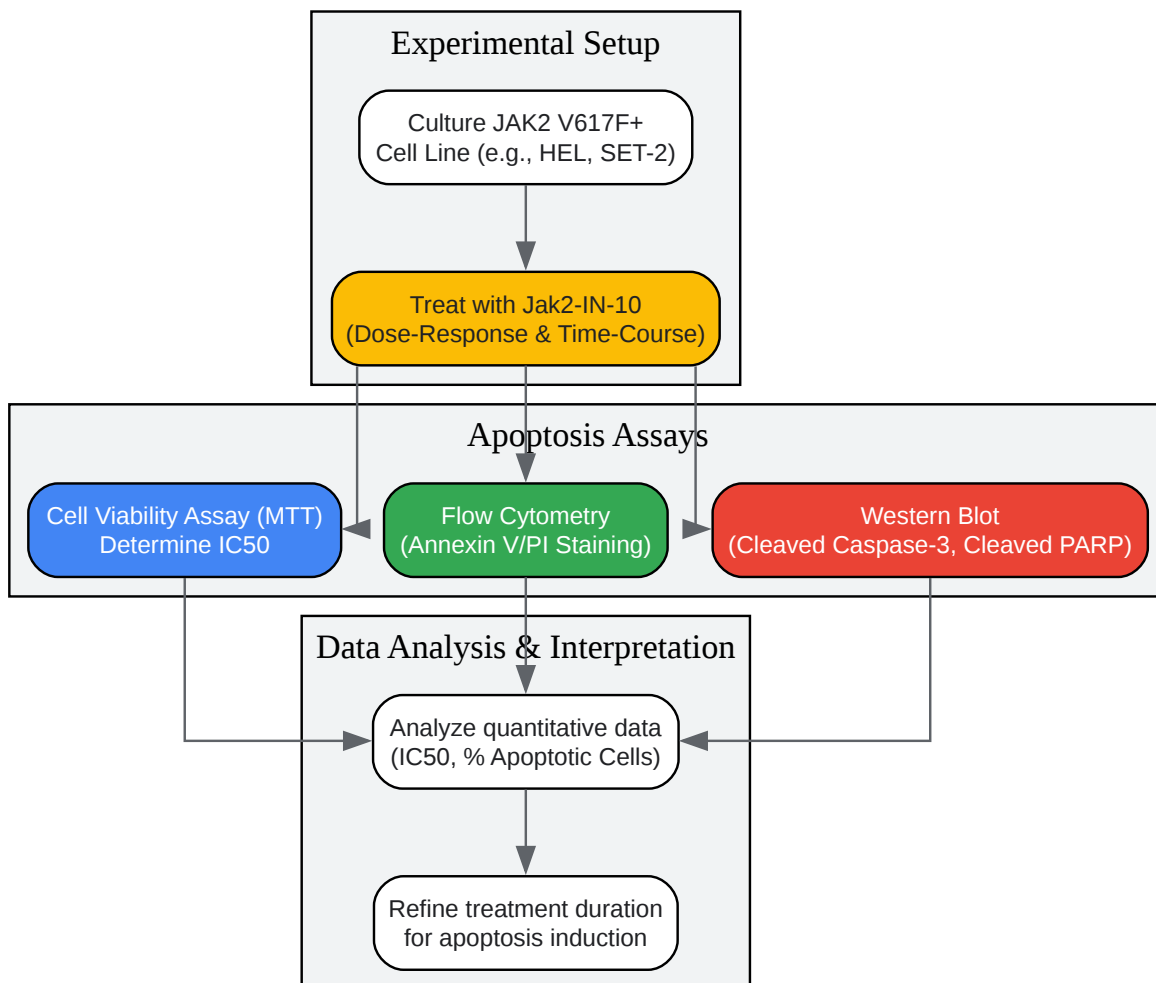 Experimental Setup
Culture JAK2 V617F+
Cell Line (e.g., HEL, SET-2)
Treat with Jak2-IN-10
(Dose-Response & Time-Course)
Apoptosis Assays
Cell Viability Assay (MTT)
Determine IC50
Flow Cytometry
(Annexin V/PI Staining)
Western Blot
(Cleaved Caspase-3, Cleaved PARP)
Data Analysis & Interpretation
Analyze quantitative data
(IC50, % Apoptotic Cells)
Refine treatment duration
for apoptosis induction